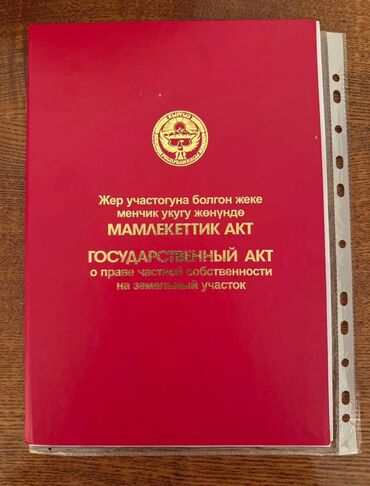 Жер участогуна болгон жеке
менчик укугу жөнүндө
МАМЛЕКЕТТИК АКТ
ГОСУДАРСТВЕННЫЙ АКТ
о праве частной собственности
на земельный участок